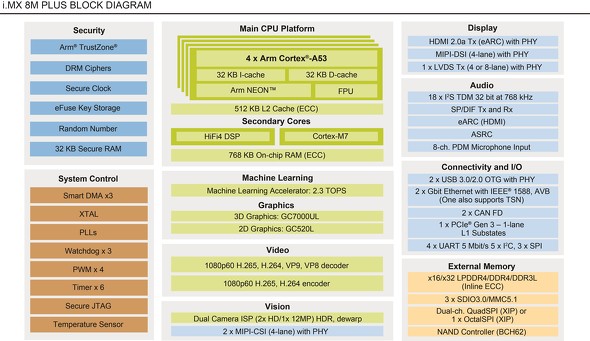 i.MX 8M PLUS BLOCK DIAGRAM
Security
Arm® TrustZone®
DRM Ciphers
Secure Clock
eFuse Key Storage
Random Number
32 KB Secure RAM
System Control
Smart DMA x3
XTAL
PLLs
Watchdog x 3
PWM x 4
Timer x 6
Secure JTAG
Temperature Sensor
Main CPU Platform
4 x Arm Cortex®-A53
32 KB I-cache
32 KB D-cache
Arm NEON™
FPU
512 KB L2 Cache (ECC)
Secondary Cores
HiFi4 DSP
Cortex-M7
768 KB On-chip RAM (ECC)
Machine Learning
Machine Learning Accelerator: 2.3 TOPS
Graphics
3D Graphics: GC7000UL
2D Graphics: GC520L
Video
1080p60 H.265, H.264, VP9, VP8 decoder
1080p60 H.265, H.264 encoder
Vision
Dual Camera ISP (2x HD/1x 12MP) HDR, dewarp
2 x MIPI-CSI (4-lane) with PHY
Display
HDMI 2.0a Tx (eARC) with PHY
MIPI-DSI (4-lane) with PHY
1 x LVDS Tx (4 or 8-lane) with PHY
Audio
18 x I²S TDM 32 bit at 768 kHz
SP/DIF Tx and Rx
eARC (HDMI)
ASRC
8-ch. PDM Microphone Input
Connectivity and I/O
2 x USB 3.0/2.0 OTG with PHY
2 x Gbit Ethernet with IEEE® 1588, AVB
(One also supports TSN)
2 x CAN FD
1 x PCIe® Gen 3 – 1-lane
L1 Substates
4 x UART 5 Mbit/s 5 x I²C, 3 x SPI
External Memory
x16/x32 LPDDR4/DDR4/DDR3L
(Inline ECC)
3 x SDIO3.0/MMC5.1
Dual-ch. QuadSPI (XIP) or
1 x OctalSPI (XIP)
NAND Controller (BCH62)